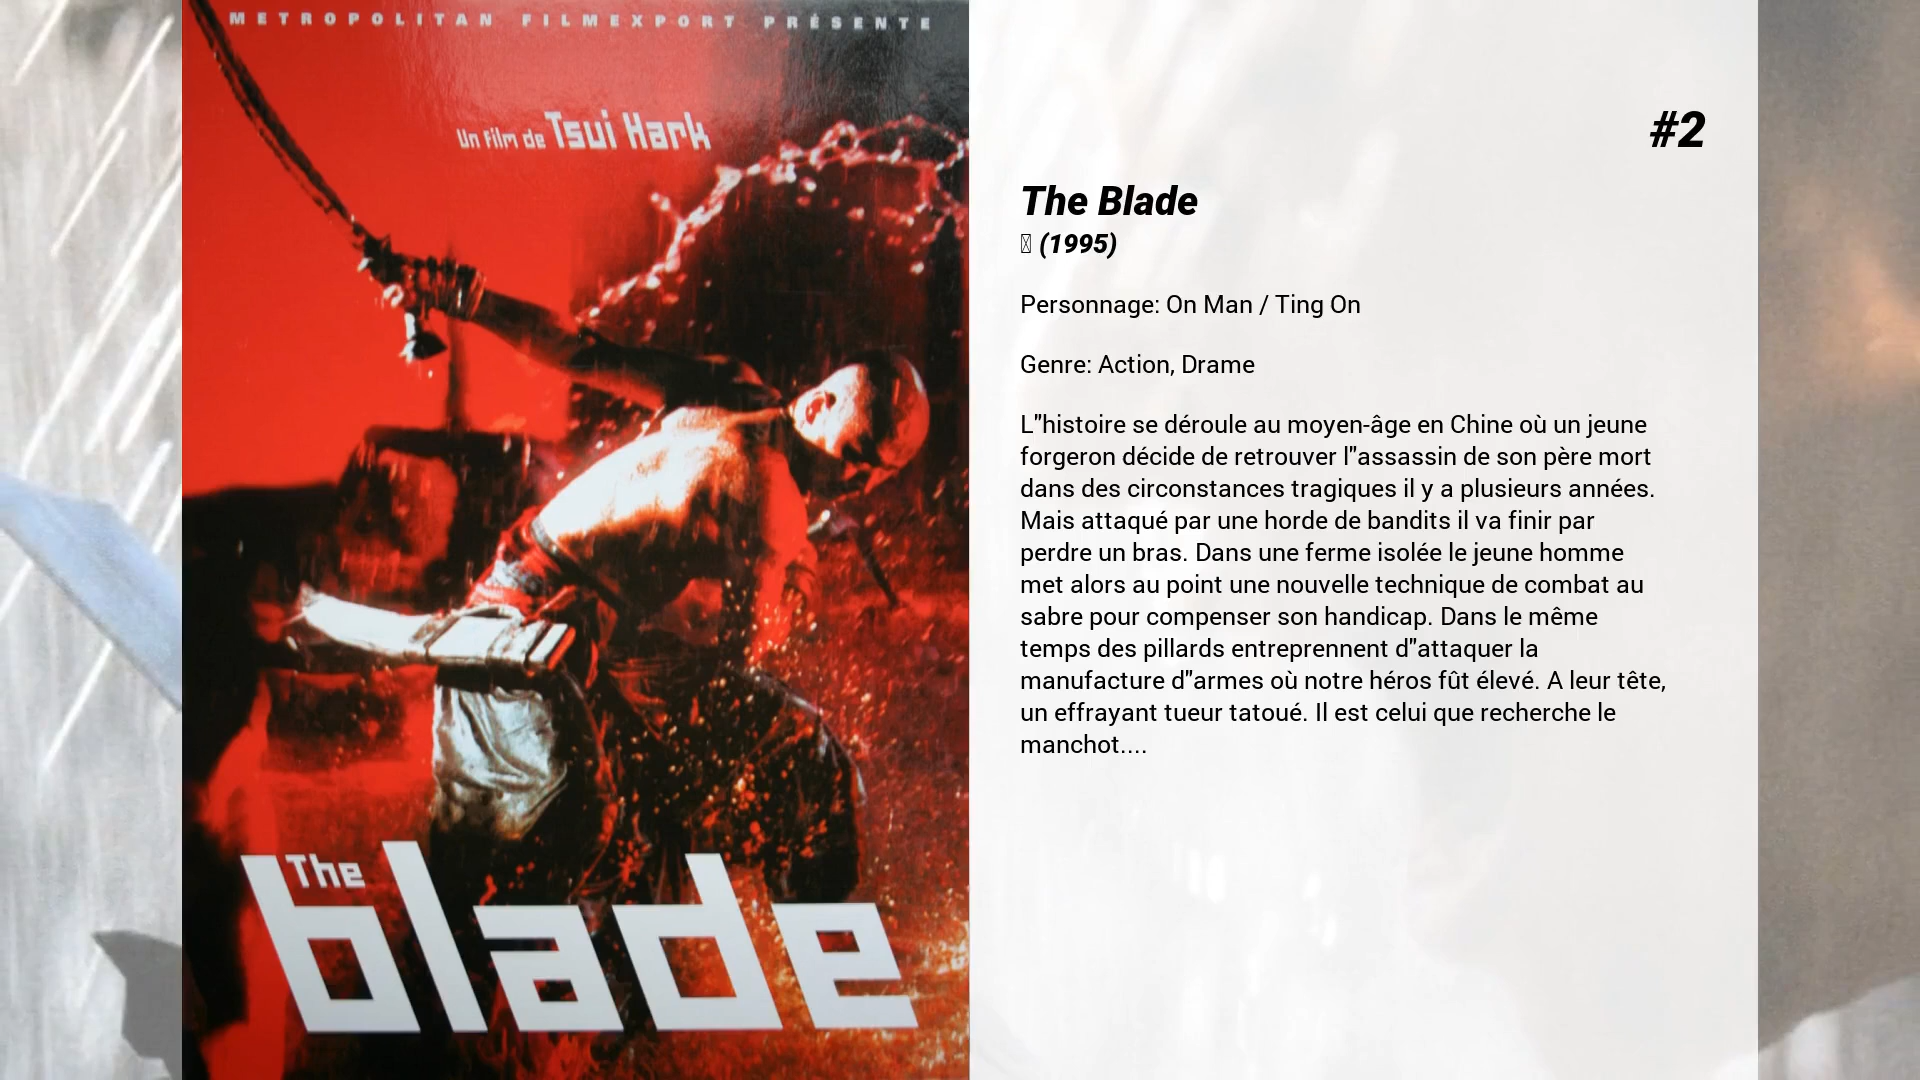 METROPOLITAN FILMEXPORT PRÉSENTE
Un film de Tsui Hark
The
blade
#2
The Blade
(1995)
Personnage: On Man / Ting On
Genre: Action, Drame
L"histoire se déroule au moyen-âge en Chine où un jeune
forgeron décide de retrouver l"assassin de son père mort
dans des circonstances tragiques il y a plusieurs années.
Mais attaqué par une horde de bandits il va finir par
perdre un bras. Dans une ferme isolée le jeune homme
met alors au point une nouvelle technique de combat au
sabre pour compenser son handicap. Dans le même
temps des pillards entreprennent d"attaquer la
manufacture d"armes où notre héros fût élevé. A leur tête,
un effrayant tueur tatoué. Il est celui que recherche le
manchot....